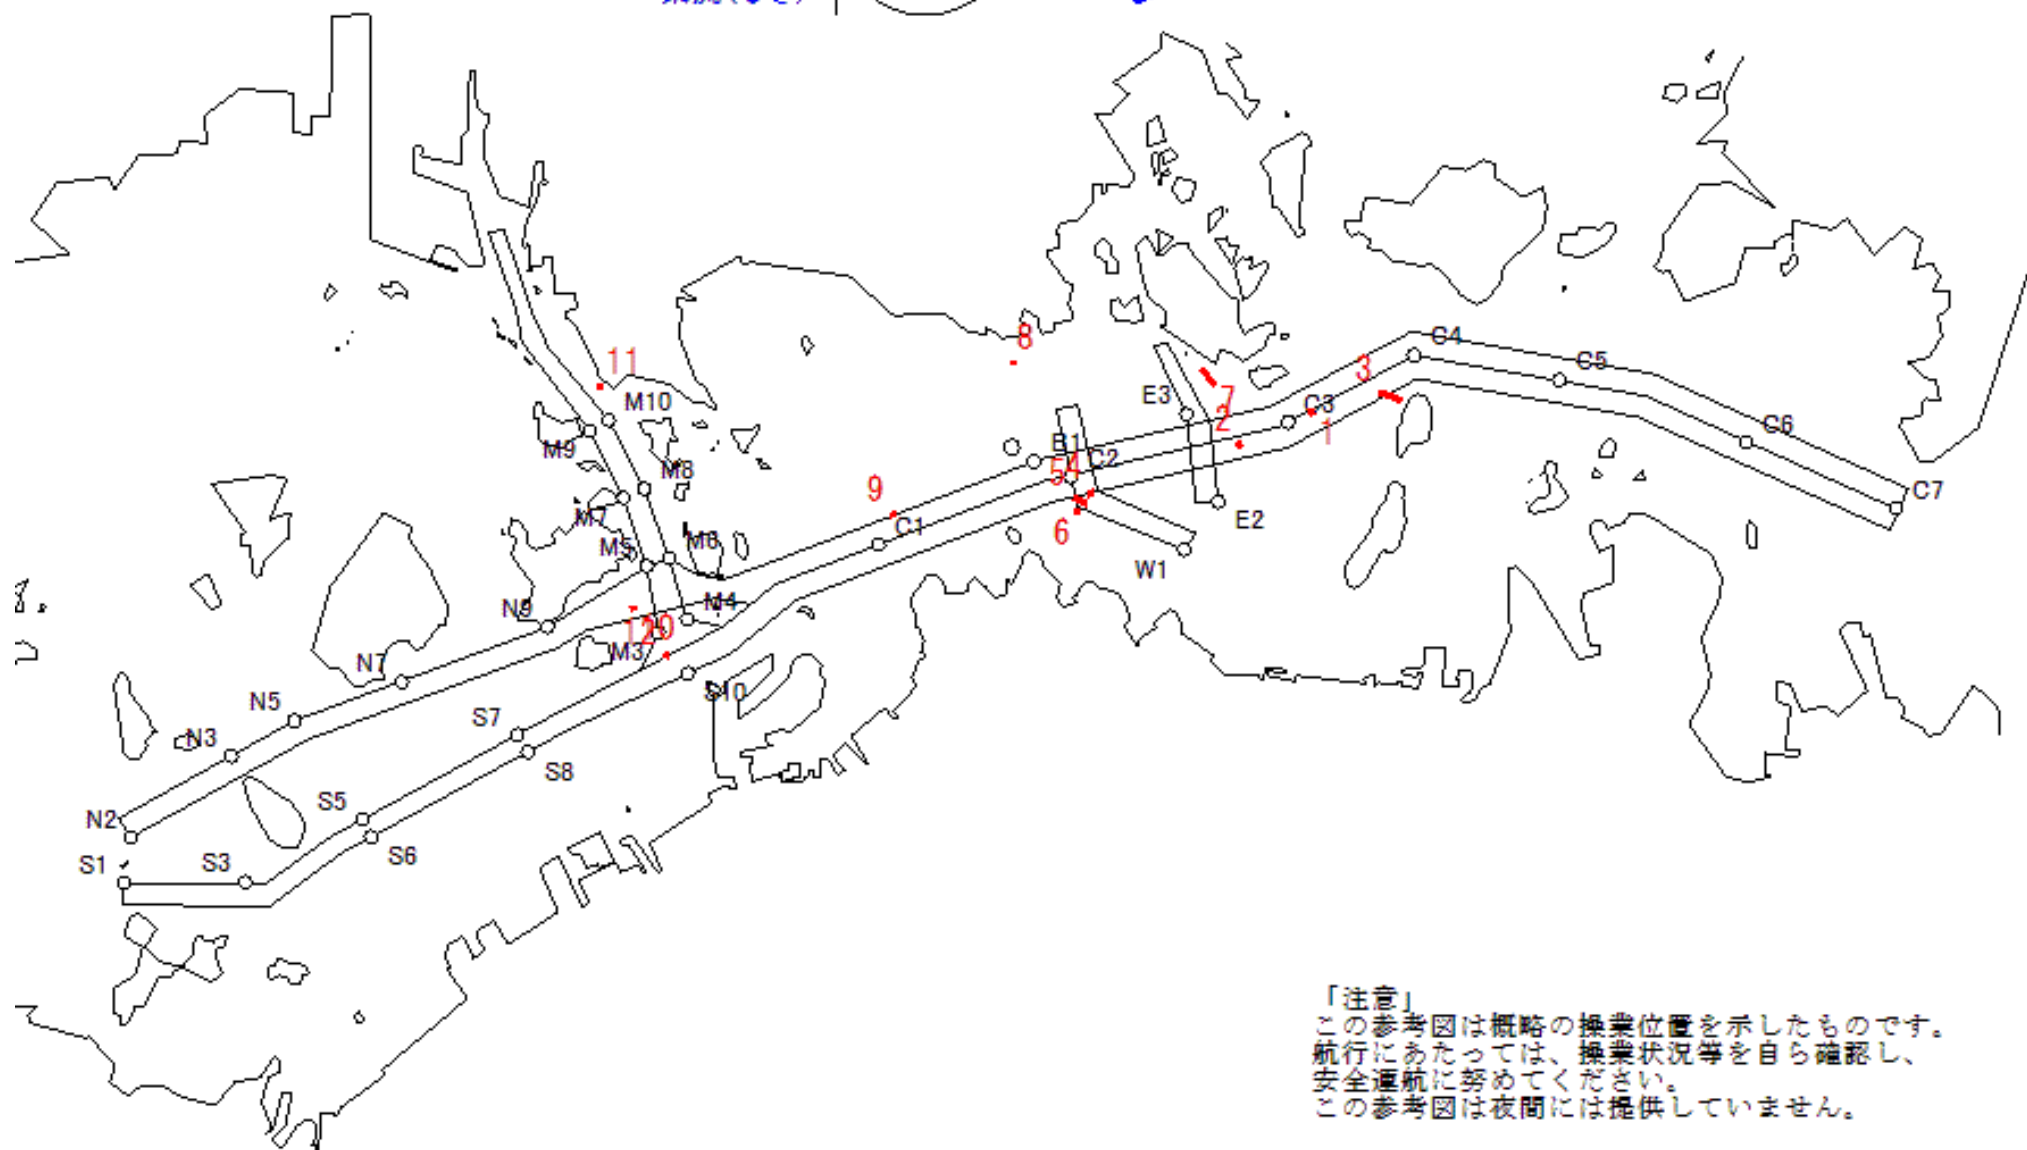 8
C4
11
3
C5
E3
7
M10
2
C3
1
C6
B1
M9
M8
5
4
C2
C7
9
M7
C1
E2
6
M5
M6
W1
N9
M4
12
M3
N7
S10
N5
S7
N3
S8
S5
N2
S6
S1
S3
「注意」
この参考図は概略の操業位置を示したものです。
航行にあたっては、操業状況等を自ら確認し、
安全運航に努めてください。
この参考図は夜間には提供していません。